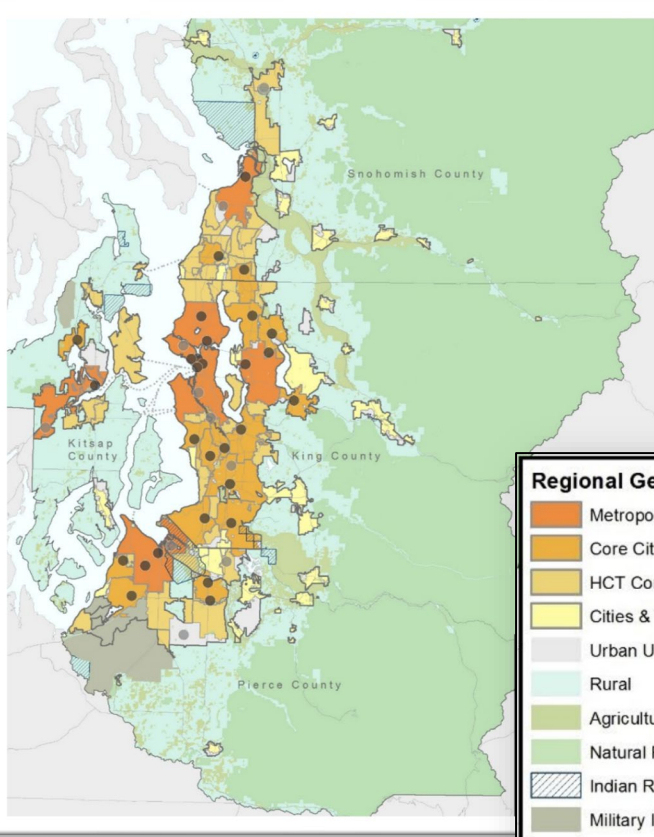 Snohomish County
Kitsap
County
King County
Pierce County
Regional Ge
Metropo
Core Cit
HCT Co
Cities &
Urban U
Rural
Agricultu
Natural
Indian R
Military I